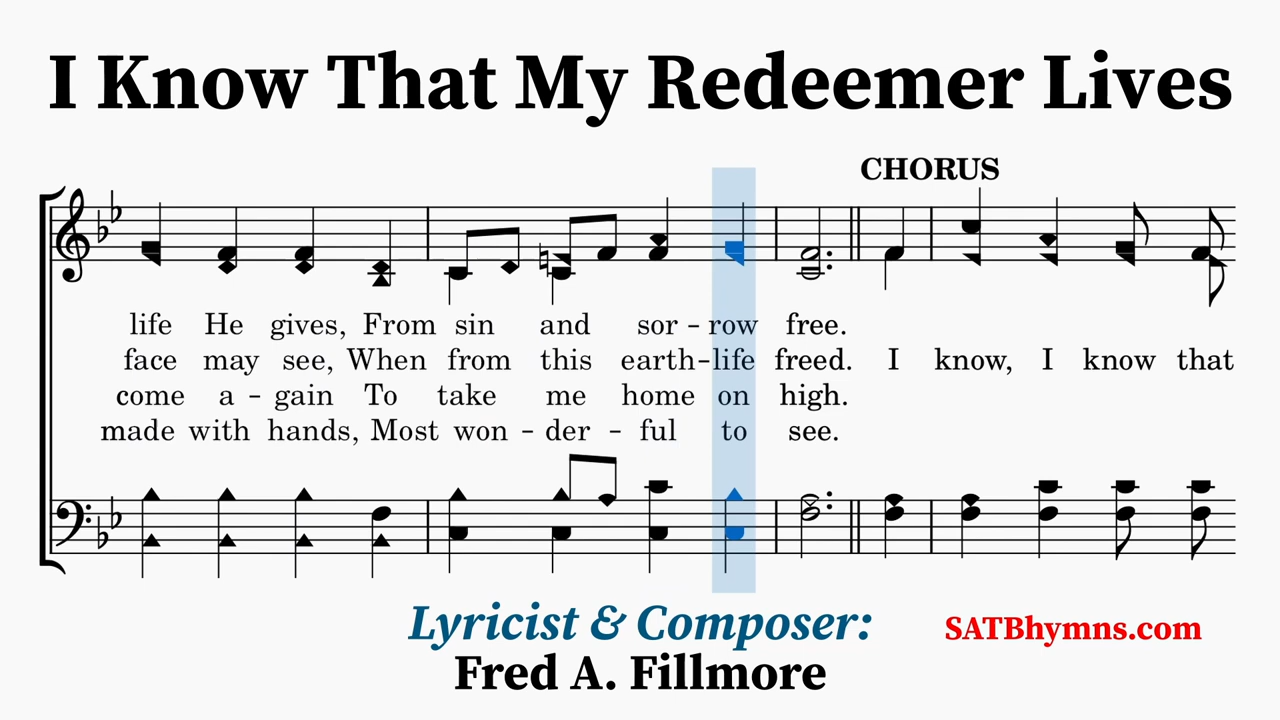 I Know That My Redeemer Lives
CHORUS
life He gives, From sin and sor - row free.
face may see, When from this earth-life freed. I know, I know that
come a - gain To take me home on high.
made with hands, Most won - der - ful to see.
Lyricist & Composer:
Fred A. Fillmore
SATBhymns.com